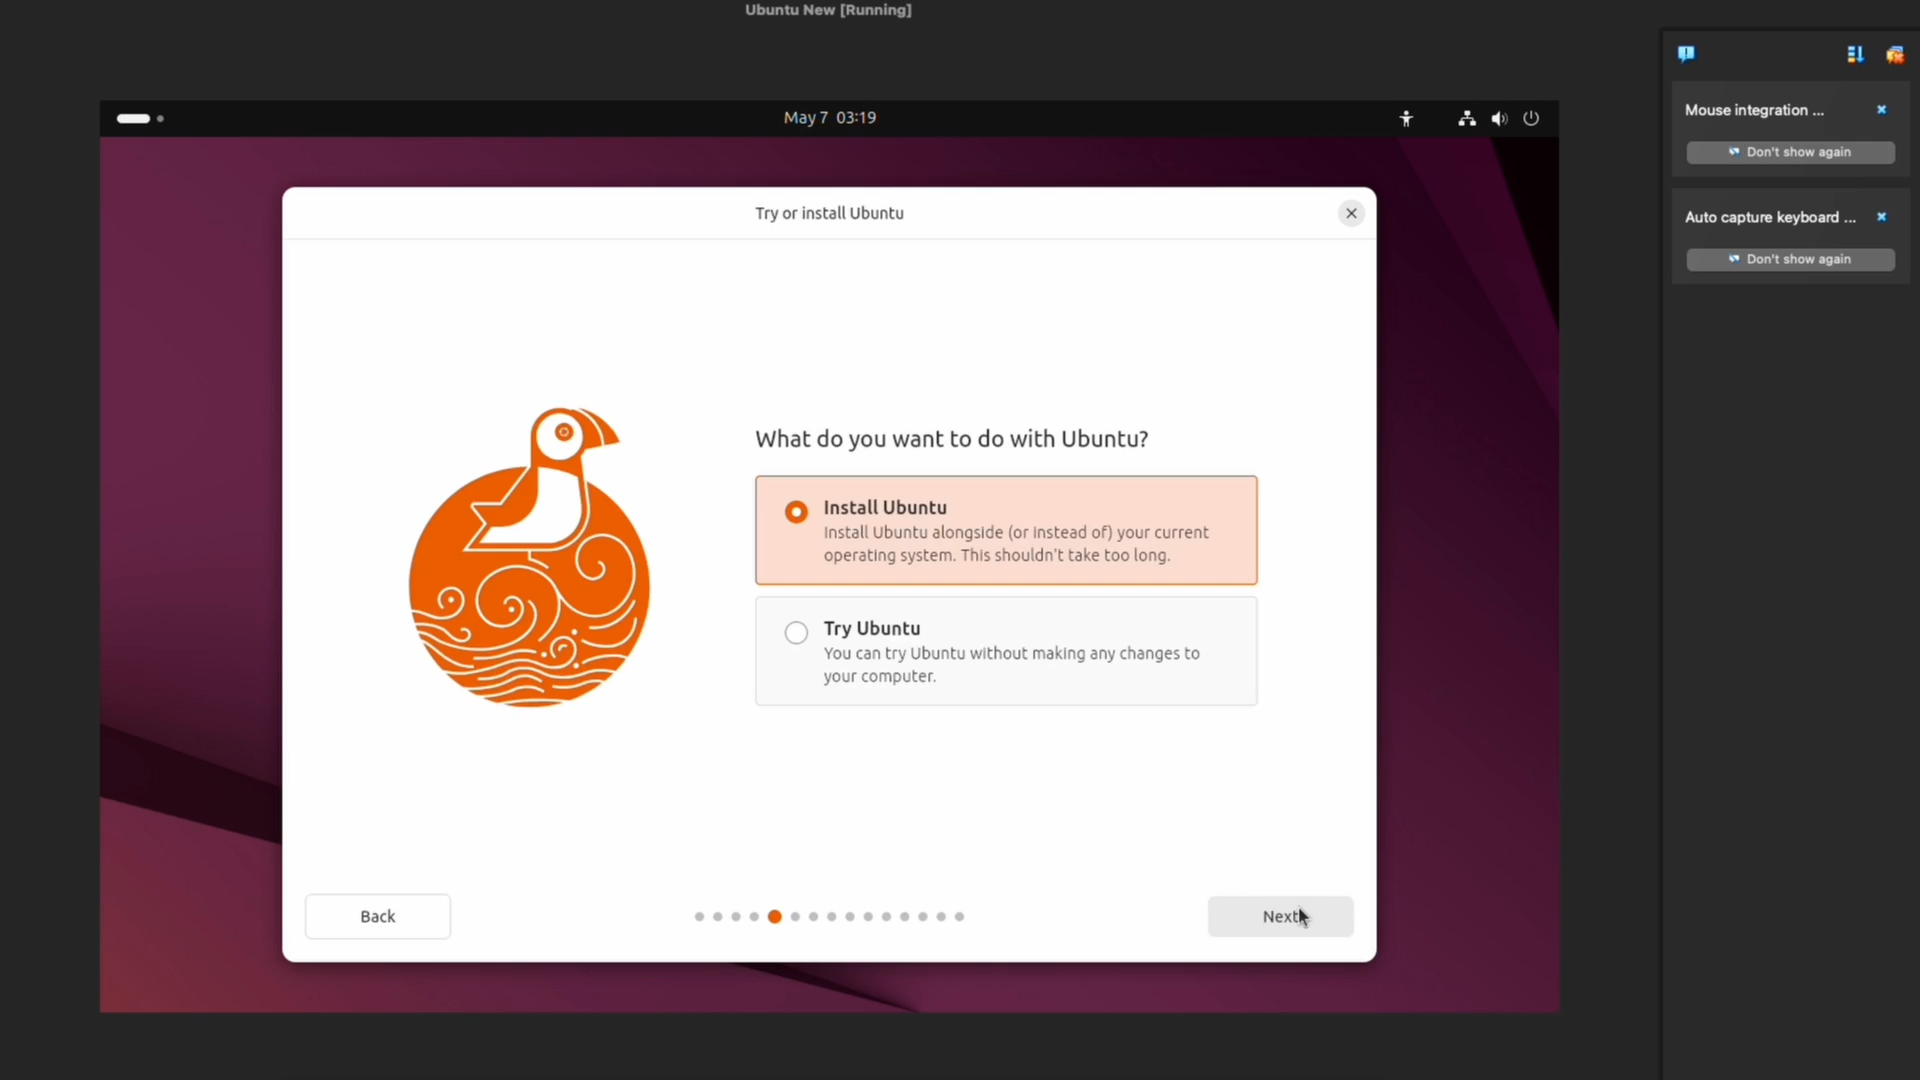 Ubuntu New [Running]
May 7 03:19
Try or install Ubuntu
What do you want to do with Ubuntu?
Install Ubuntu
Install Ubuntu alongside (or instead of) your current
operating system. This shouldn't take too long.
Try Ubuntu
You can try Ubuntu without making any changes to
your computer.
Back
Next
Mouse integration ...
Don't show again
Auto capture keyboard ...
Don't show again